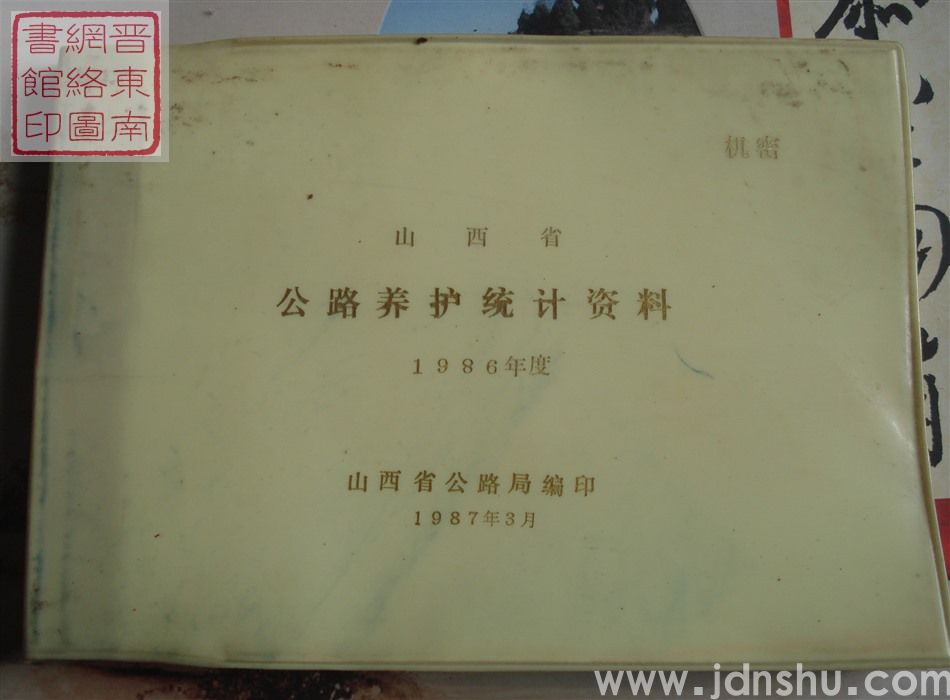 晋東南
網絡圖
書館印
机密
山西省
公路养护统计资料
1986年度
山西省公路局编印
1987年3月
www.jdnshu.com